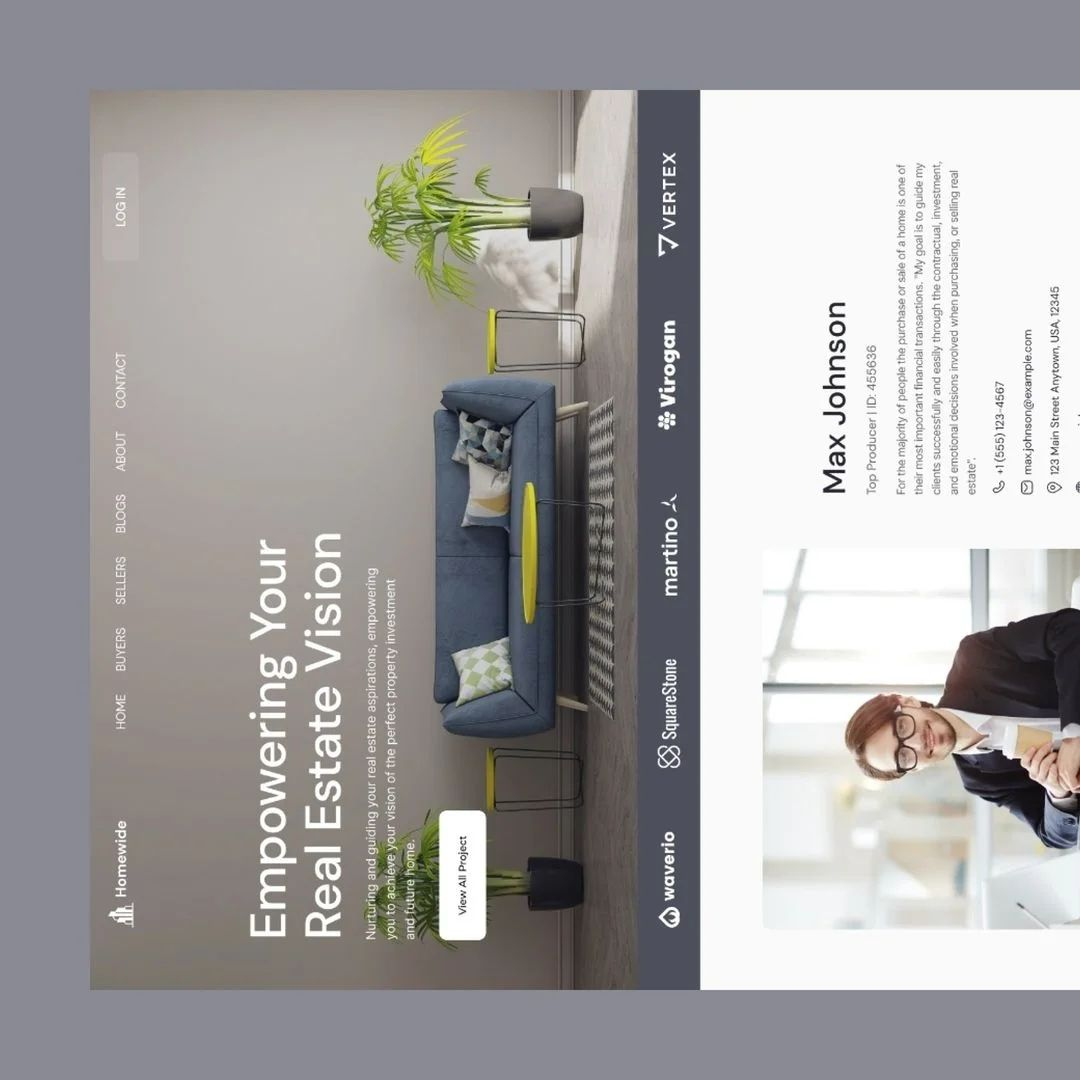 Homewide
HOME
BUYERS
SELLERS
BLOGS
ABOUT
CONTACT
LOG IN
Empowering Your
Real Estate Vision
Nurturing and guiding your real estate aspirations, empowering
you to achieve your vision of the perfect property investment
and future home.
View All Project
waverio
SquareStone
martino
Virogan
VERTEX
Max Johnson
Top Producer | ID: 455636
For the majority of people the purchase or sale of a home is one of
their most important financial transactions. "My goal is to guide my
clients successfully and easily through the contractual, investment,
and emotional decisions involved when purchasing, or selling real
estate".
+1 (555) 123-4567
max.johnson@example.com
123 Main Street Anytown, USA, 12345